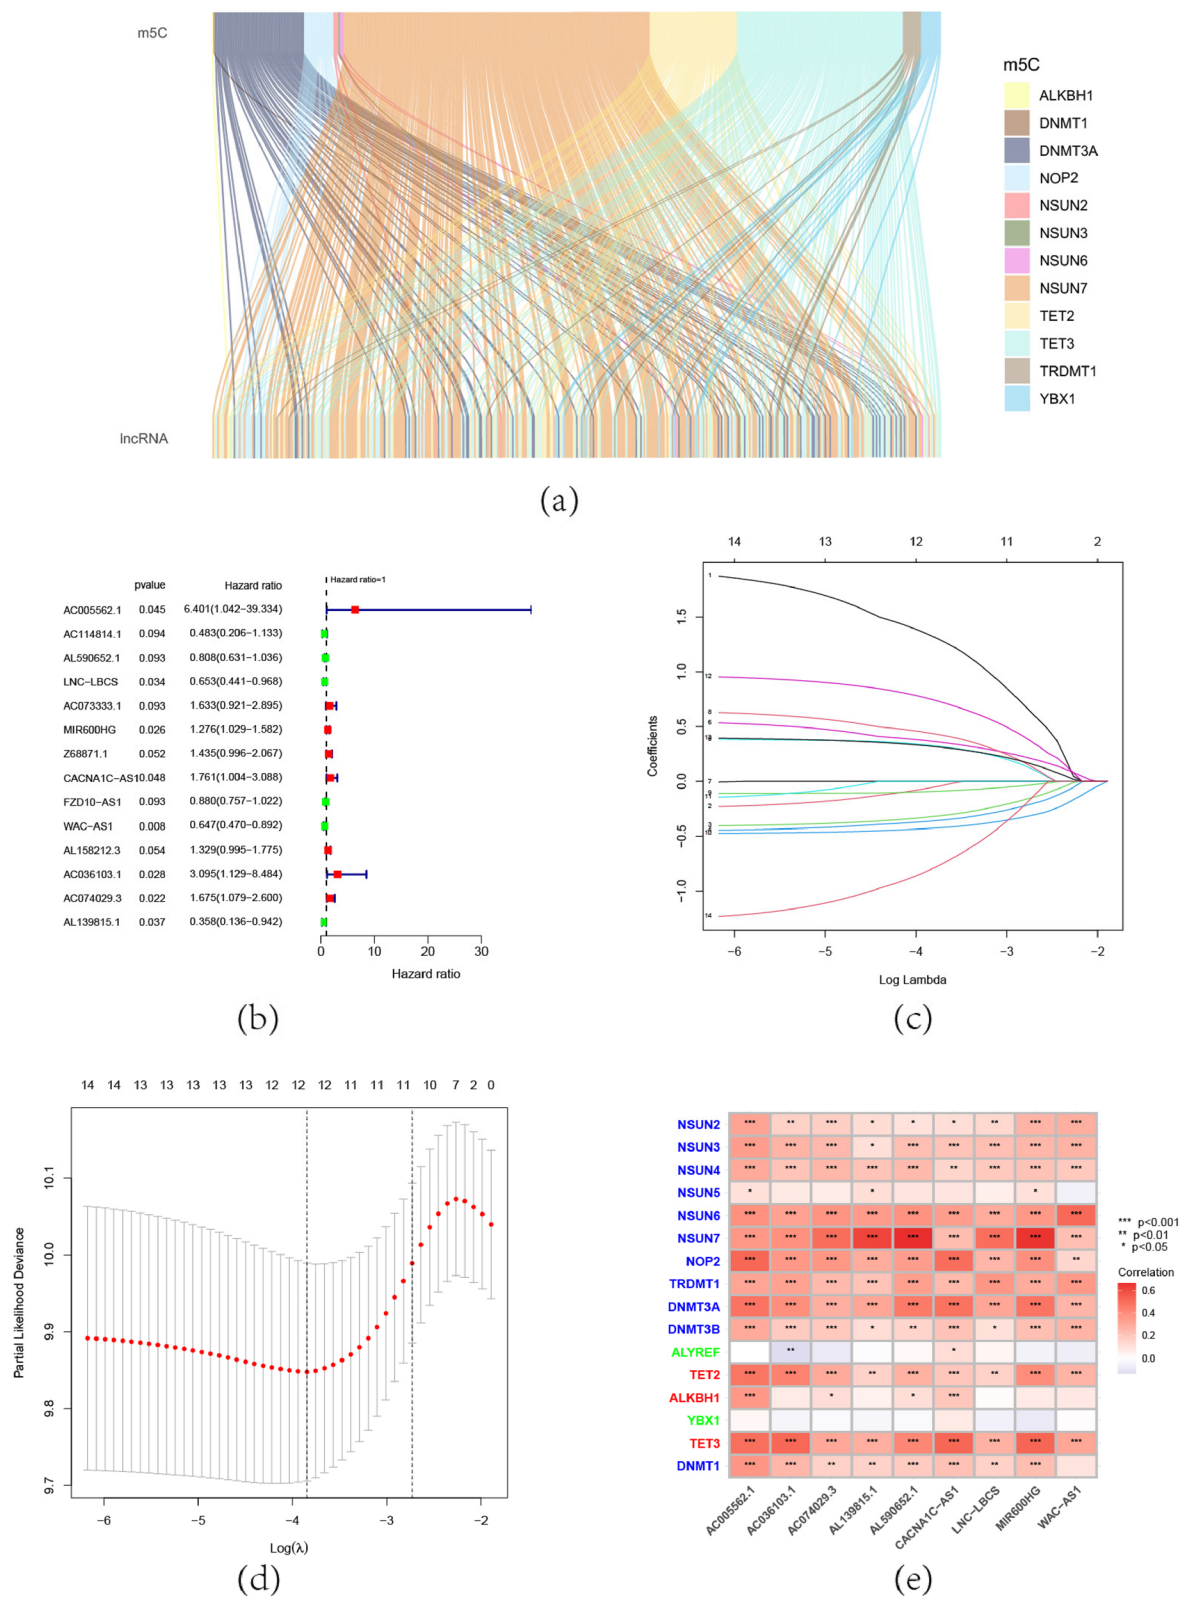 m5C
lncRNA
m5C
ALKBH1
DNMT1
DNMT3A
NOP2
NSUN2
NSUN3
NSUN6
NSUN7
TET2
TET3
TRDMT1
YBX1
(a)
pvalue Hazard ratio
Hazard ratio=1
AC005562.1 0.045 6.401(1.042−39.334)
AC114814.1 0.094 0.483(0.206−1.133)
AL590652.1 0.093 0.808(0.631−1.036)
LNC−LBCS 0.034 0.653(0.441−0.968)
AC073333.1 0.093 1.633(0.921−2.895)
MIR600HG 0.026 1.276(1.029−1.582)
Z68871.1 0.052 1.435(0.996−2.067)
CACNA1C−AS1 0.048 1.761(1.004−3.088)
FZD10−AS1 0.093 0.880(0.757−1.022)
WAC−AS1 0.008 0.647(0.470−0.892)
AL158212.3 0.054 1.329(0.995−1.775)
AC036103.1 0.028 3.095(1.129−8.484)
AC074029.3 0.022 1.675(1.079−2.600)
AL139815.1 0.037 0.358(0.136−0.942)
0 10 20 30
Hazard ratio
(b)
14 13 12 11 2
Coefficients
1.5
1.0
0.5
0.0
−0.5
−1.0
1
12
8
6
7
11
2
3
10
14
−6 −5 −4 −3 −2
Log Lambda
(c)
14 14 13 13 13 13 13 12 12 12 11 11 11 10 7 2 0
Partial Likelihood Deviance
10.1
10.0
9.9
9.8
9.7
−6 −5 −4 −3 −2
Log(λ)
(d)
NSUN2 *** ** *** * * * ** *** ***
NSUN3 *** *** *** * *** *** *** *** ***
NSUN4 *** *** *** *** *** ** *** *** ***
NSUN5 * * *
NSUN6 *** *** *** *** *** *** *** *** ***
NSUN7 *** *** *** *** *** *** *** *** ***
NOP2 *** *** *** *** *** *** *** *** **
TRDMT1 *** *** *** *** *** *** *** *** ***
DNMT3A *** *** *** *** *** *** *** *** ***
DNMT3B *** *** *** * ** *** * *** ***
ALYREF ** *
TET2 *** *** *** ** *** *** ** *** ***
ALKBH1 *** * * ***
YBX1
TET3 *** *** *** *** *** *** *** *** ***
DNMT1 *** *** ** ** *** *** ** ***
AC005562.1
AC036103.1
AC074029.3
AL139815.1
AL590652.1
CACNA1C−AS1
LNC−LBCS
MIR600HG
WAC−AS1
*** p<0.001
** p<0.01
* p<0.05
Correlation
0.6
0.4
0.2
0.0
(e)